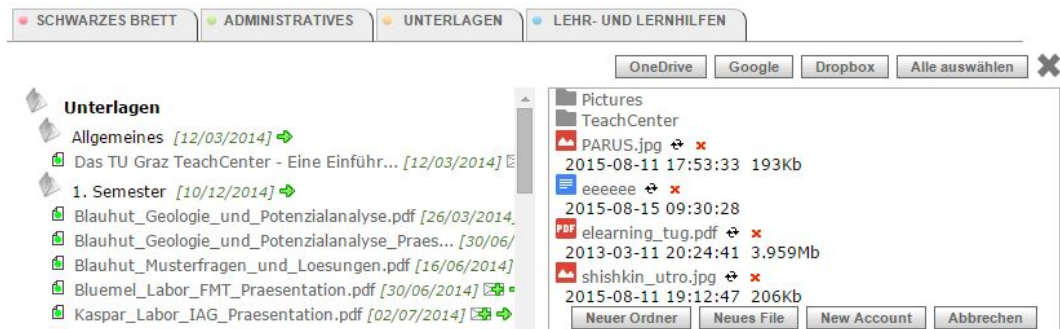 SCHWARZES BRETT ADMINISTRATIVES UNTERLAGEN LEHR- UND LERNHILFEN
OneDrive Google Dropbox Alle auswählen
Unterlagen
Allgemeines [12/03/2014]
Das TU Graz TeachCenter - Eine Einführ... [12/03/2014]
1. Semester [10/12/2014]
Blauhut_Geologie_und_Potenzialanalyse.pdf [26/03/2014
Blauhut_Geologie_und_Potenzialanalyse_Praes... [30/06/
Blauhut_Musterfragen_und_Loesungen.pdf [16/06/2014]
Bluemel_Labor_FMT_Praesentation.pdf [30/06/2014]
Kaspar_Labor_IAG_Praesentation.pdf [02/07/2014]
Pictures
TeachCenter
PARUS.jpg
2015-08-11 17:53:33 193Kb
eeeeee
2015-08-15 09:30:28
PDF elearning_tug.pdf
2013-03-11 20:24:41 3.959Mb
shishkin_utro.jpg
2015-08-11 19:12:47 206Kb
Neuer Ordner Neues File New Account Abbrechen